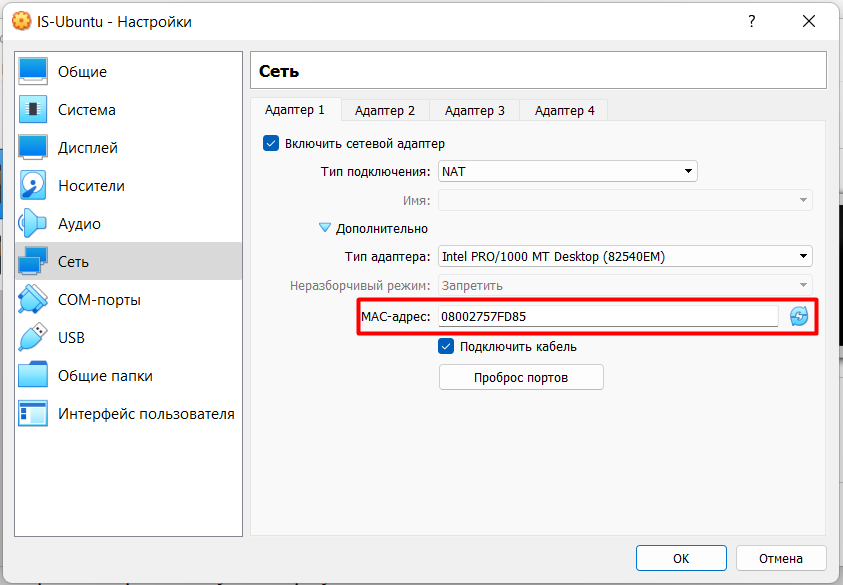 IS-Ubuntu - Настройки
?
Общие
Система
Дисплей
Носители
Аудио
Сеть
COM-порты
USB
Общие папки
Интерфейс пользователя
Сеть
Адаптер 1 Адаптер 2 Адаптер 3 Адаптер 4
Включить сетевой адаптер
Тип подключения: NAT
Имя:
Дополнительно
Тип адаптера: Intel PRO/1000 MT Desktop (82540EM)
Неразборчивый режим: Запретить
MAC-адрес: 08002757FD85
Подключить кабель
Проброс портов
OK Отмена